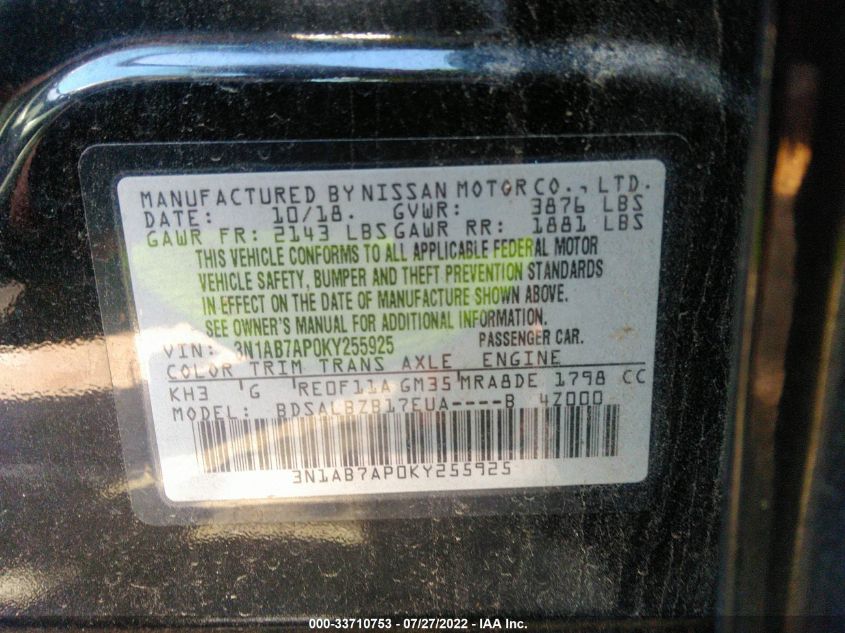 MANUFACTURED BY NISSAN MOTOR CO., LTD.
DATE: 10/18. GVWR: 3876 LBS
GAWR FR: 2143 LBS GAWR RR: 1881 LBS
THIS VEHICLE CONFORMS TO ALL APPLICABLE FEDERAL MOTOR
VEHICLE SAFETY, BUMPER AND THEFT PREVENTION STANDARDS
IN EFFECT ON THE DATE OF MANUFACTURE SHOWN ABOVE.
SEE OWNER'S MANUAL FOR ADDITIONAL INFORMATION.
VIN: 3N1AB7AP0KY255925 PASSENGER CAR.
COLOR TRIM TRANS AXLE ENGINE
KH3 G RE0F11A GM35 MRA8DE 1798 CC
MODEL: BDSALBZB17EUA----B 4Z000
3N1AB7AP0KY255925
000-33710753 - 07/27/2022 - IAA Inc.